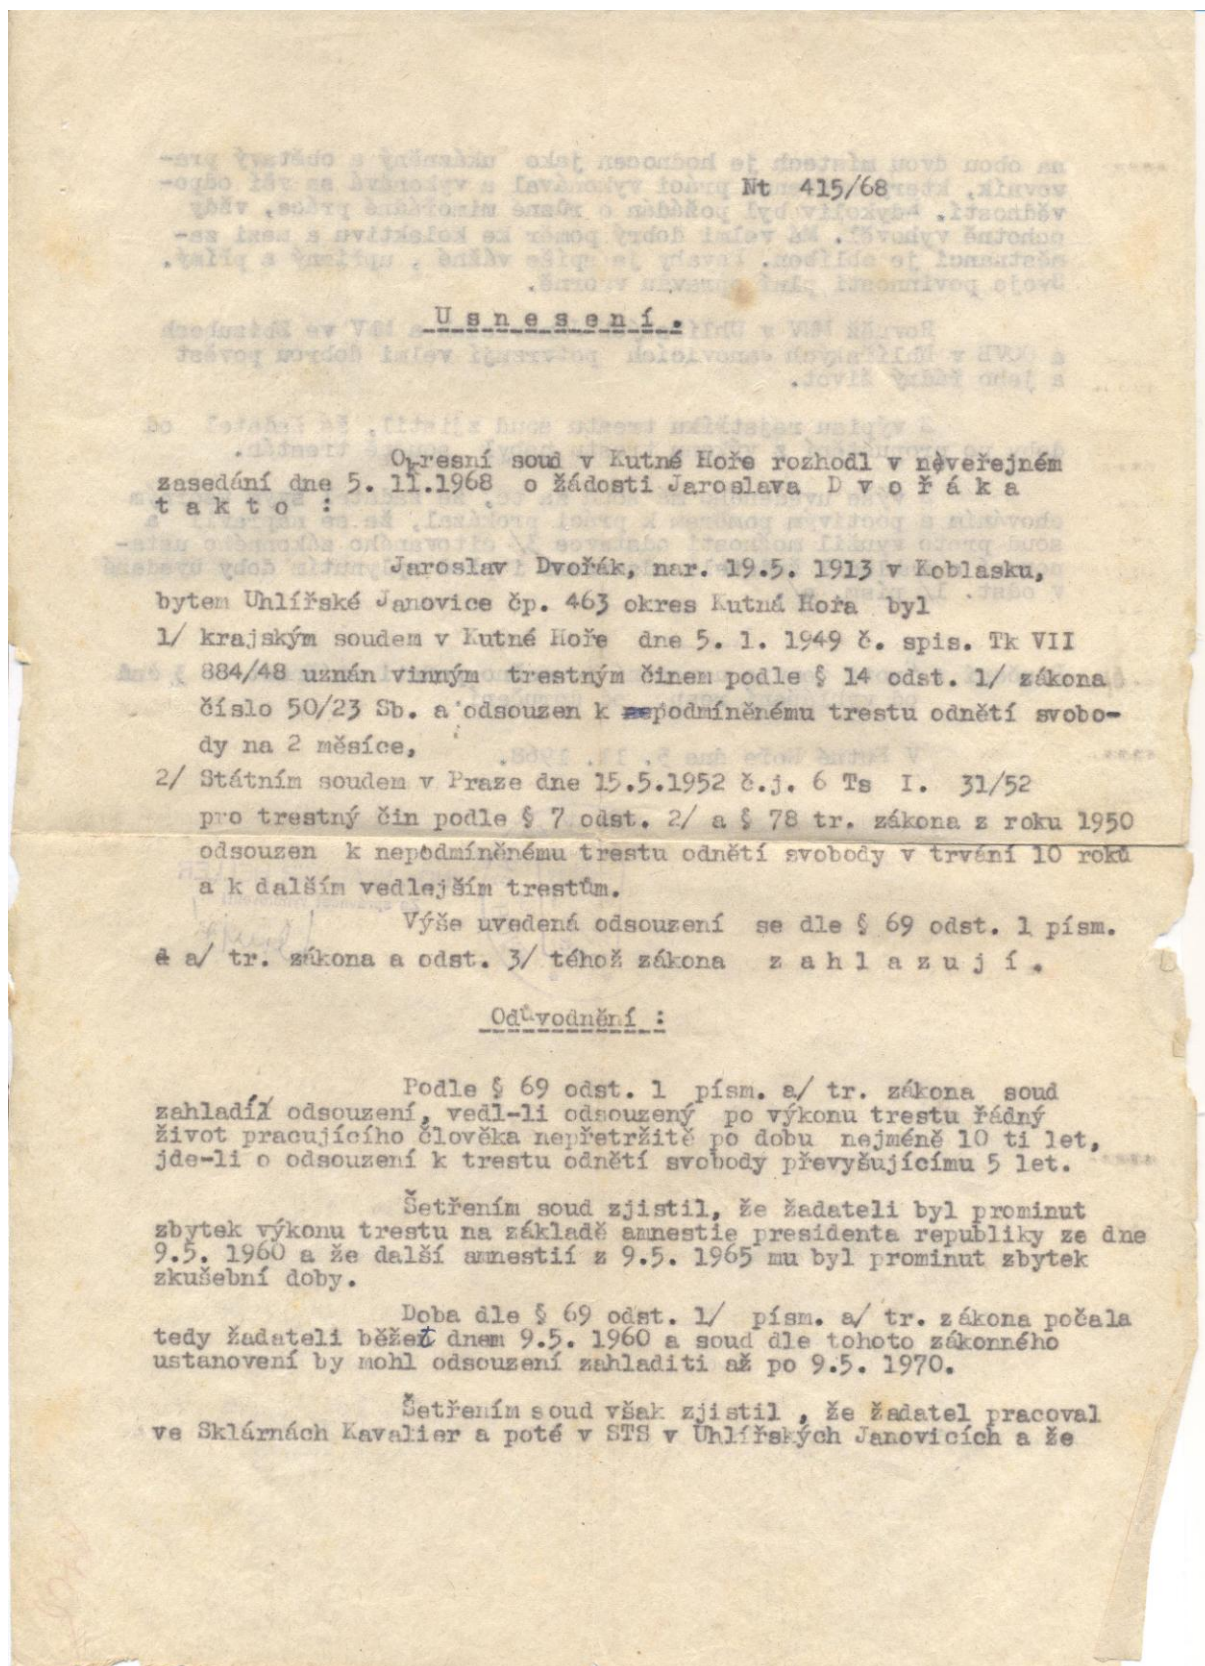 Nt 415/68
Usnesení.
Okresní soud v Kutné Hoře rozhodl v neveřejném
zasedání dne 5. 11.1968 o žádosti Jaroslava D v o ř á k a
t a k t o :
Jaroslav Dvořák, nar. 19.5. 1913 v Koblasku,
bytem Uhlířské Janovice čp. 463 okres Kutná Hora byl
1/ krajským soudem v Kutné Hoře dne 5. 1. 1949 č. spis. Tk VII
884/48 uznán vinným trestným činem podle § 14 odst. 1/ zákona
číslo 50/23 Sb. a odsouzen k nepodmíněnému trestu odnětí svobo-
dy na 2 měsíce,
2/ Státním soudem v Praze dne 15.5.1952 č.j. 6 Ts I. 31/52
pro trestný čin podle § 7 odst. 2/ a § 78 tr. zákona z roku 1950
odsouzen k nepodmíněnému trestu odnětí svobody v trvání 10 roků
a k dalším vedlejším trestům.
Výše uvedená odsouzení se dle § 69 odst. 1 písm.
a/ tr. zákona a odst. 3/ téhož zákona z a h l a z u j í .
Odůvodnění :
Podle § 69 odst. 1 písm. a/ tr. zákona soud
zahladí odsouzení, vedl-li odsouzený po výkonu trestu řádný
život pracujícího člověka nepřetržitě po dobu nejméně 10 ti let,
jde-li o odsouzení k trestu odnětí svobody převyšujícímu 5 let.
Šetřením soud zjistil, že žadateli byl prominut
zbytek výkonu trestu na základě amnestie presidenta republiky ze dne
9.5. 1960 a že další amnestií z 9.5. 1965 mu byl prominut zbytek
zkušební doby.
Doba dle § 69 odst. 1/ písm. a/ tr. zákona počala
tedy žadateli běžet dnem 9.5. 1960 a soud dle tohoto zákonného
ustanovení by mohl odsouzení zahladiti až po 9.5. 1970.
Šetřením soud však zjistil , že žadatel pracoval
ve Sklárnách Kavalier a poté v STS v Uhlířských Janovicích a že